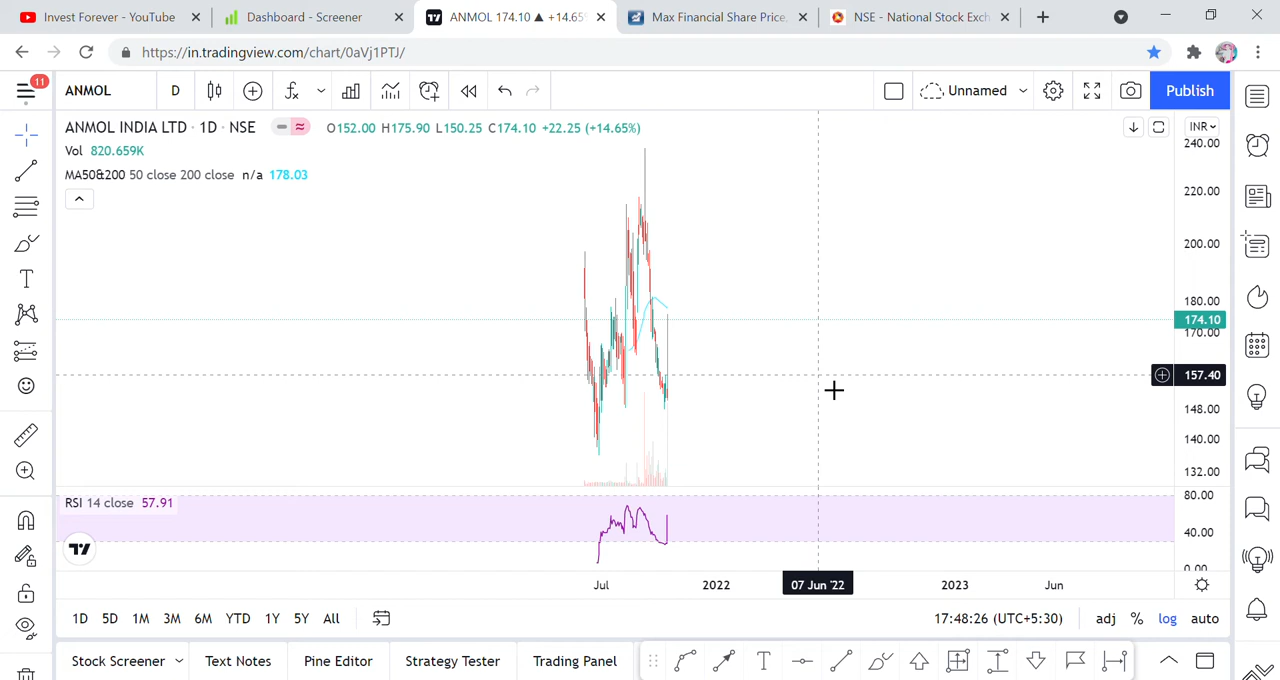 Invest Forever - YouTube
Dashboard - Screener
ANMOL 174.10 ▲ +14.65
Max Financial Share Price,
NSE - National Stock Exch
https://in.tradingview.com/chart/0aVj1PTJ/
11
ANMOL
D
Unnamed
Publish
ANMOL INDIA LTD · 1D · NSE
O152.00 H175.90 L150.25 C174.10 +22.25 (+14.65%)
INR
Vol 820.659K
MA50&200 50 close 200 close n/a 178.03
240.00
220.00
200.00
180.00
174.10
170.00
157.40
148.00
140.00
132.00
RSI 14 close 57.91
80.00
40.00
0.00
Jul
2022
07 Jun '22
2023
Jun
1D 5D 1M 3M 6M YTD 1Y 5Y All
17:48:26 (UTC+5:30)
adj % log auto
Stock Screener
Text Notes
Pine Editor
Strategy Tester
Trading Panel